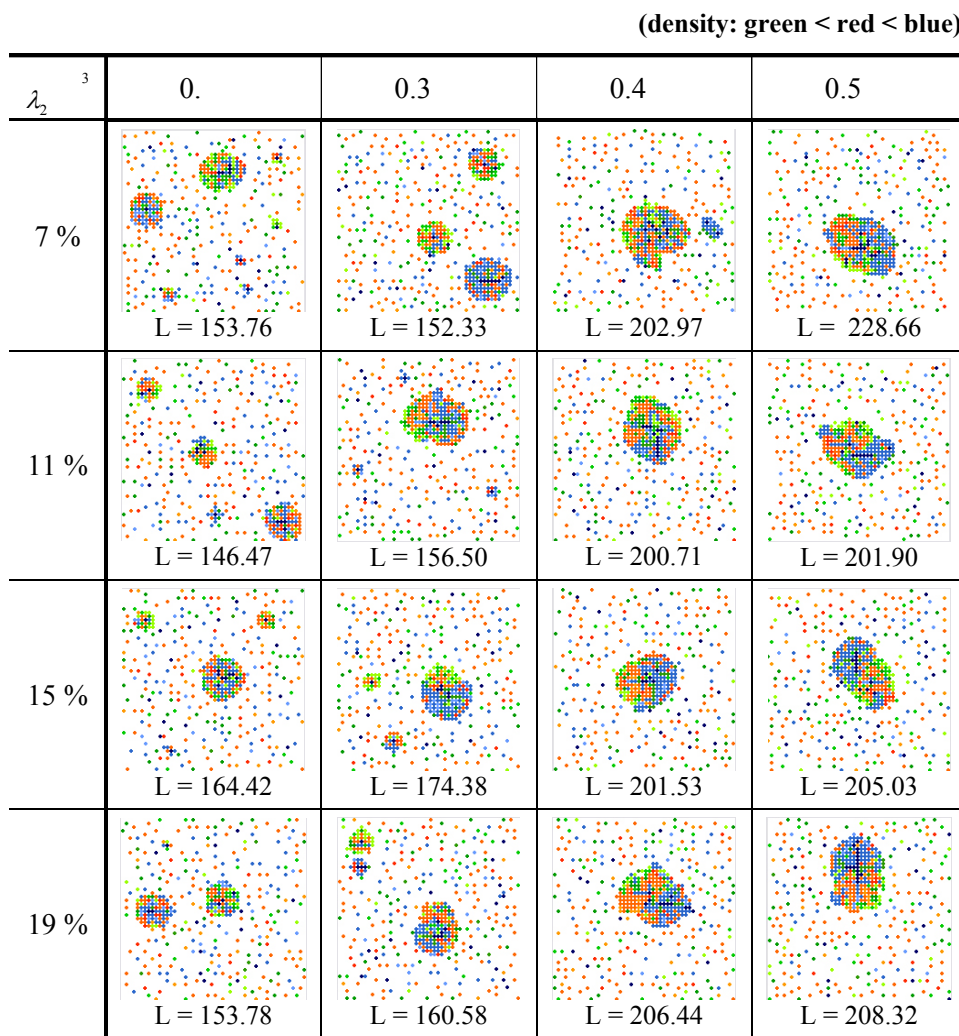 (density: green < red < blue)
λ₂ ³ 0. 0.3 0.4 0.5
7 %
L = 153.76 L = 152.33 L = 202.97 L = 228.66
11 %
L = 146.47 L = 156.50 L = 200.71 L = 201.90
15 %
L = 164.42 L = 174.38 L = 201.53 L = 205.03
19 %
L = 153.78 L = 160.58 L = 206.44 L = 208.32